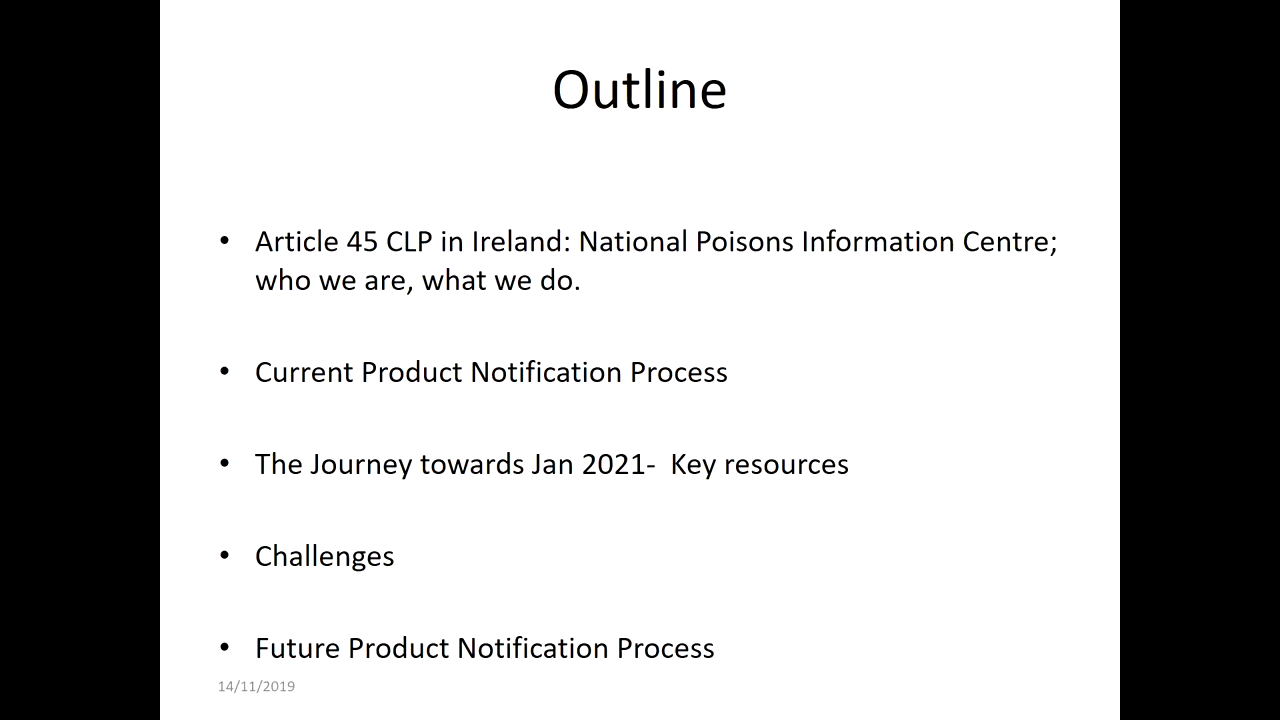 Outline
• Article 45 CLP in Ireland: National Poisons Information Centre;
who we are, what we do.
• Current Product Notification Process
• The Journey towards Jan 2021-  Key resources
• Challenges
• Future Product Notification Process
14/11/2019